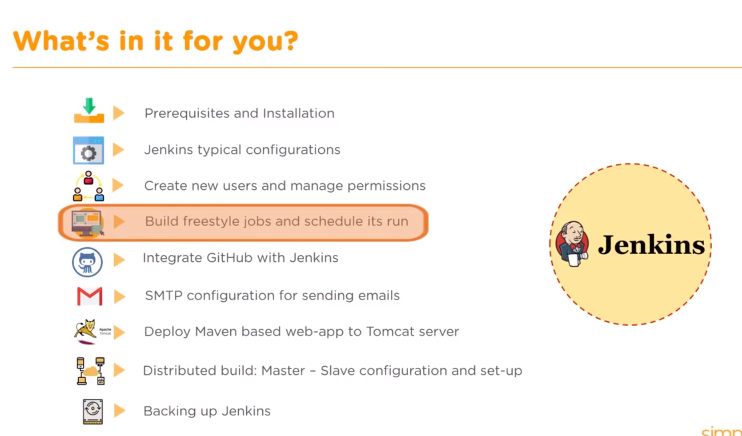 What's in it for you?
Prerequisites and Installation
Jenkins typical configurations
Create new users and manage permissions
Build freestyle jobs and schedule its run
Integrate GitHub with Jenkins
SMTP configuration for sending emails
Apache
Tomcat
Deploy Maven based web-app to Tomcat server
Distributed build: Master – Slave configuration and set-up
Backing up Jenkins
Jenkins
simp